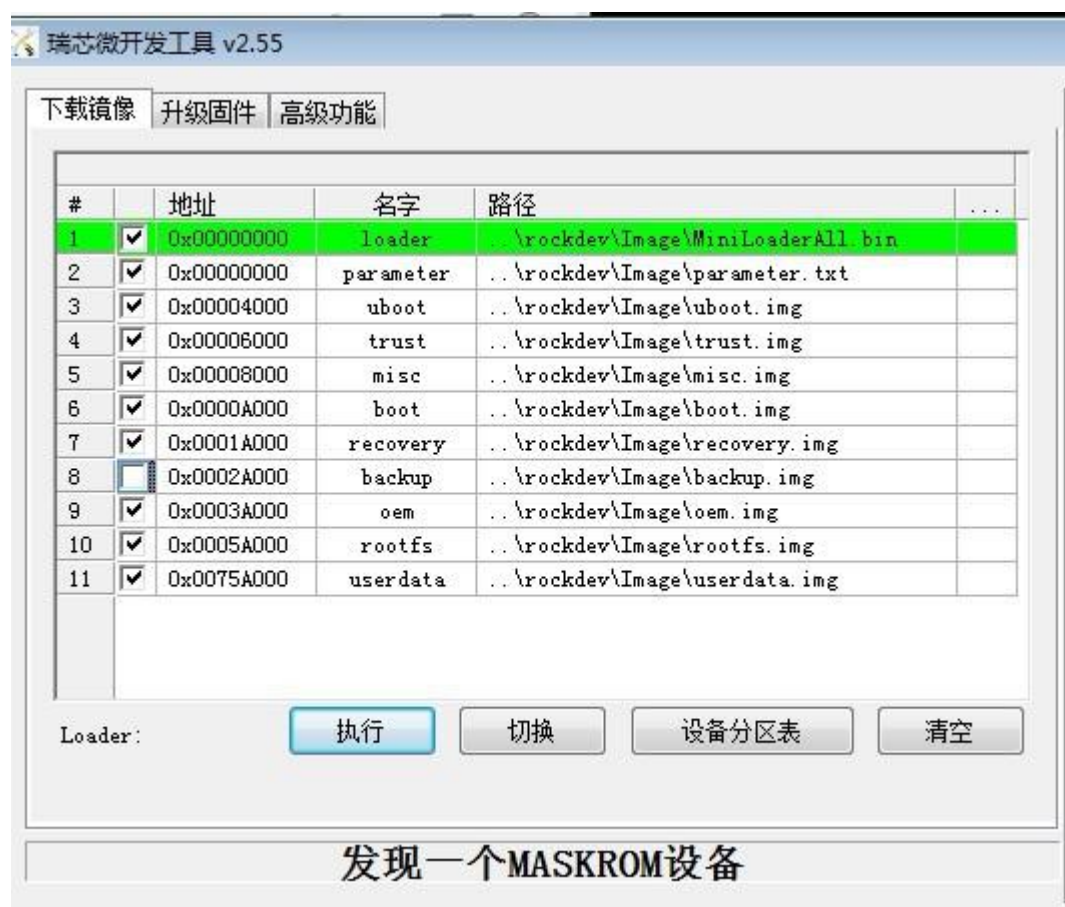 瑞芯微开发工具 v2.55
下载镜像 升级固件 高级功能
# 地址 名字 路径 ...
1 0x00000000 loader ..\rockdev\Image\MiniLoaderAll.bin
2 0x00000000 parameter ..\rockdev\Image\parameter.txt
3 0x00004000 uboot ..\rockdev\Image\uboot.img
4 0x00006000 trust ..\rockdev\Image\trust.img
5 0x00008000 misc ..\rockdev\Image\misc.img
6 0x0000A000 boot ..\rockdev\Image\boot.img
7 0x0001A000 recovery ..\rockdev\Image\recovery.img
8 0x0002A000 backup ..\rockdev\Image\backup.img
9 0x0003A000 oem ..\rockdev\Image\oem.img
10 0x0005A000 rootfs ..\rockdev\Image\rootfs.img
11 0x0075A000 userdata ..\rockdev\Image\userdata.img
Loader: 执行 切换 设备分区表 清空
发现一个MASKROM设备